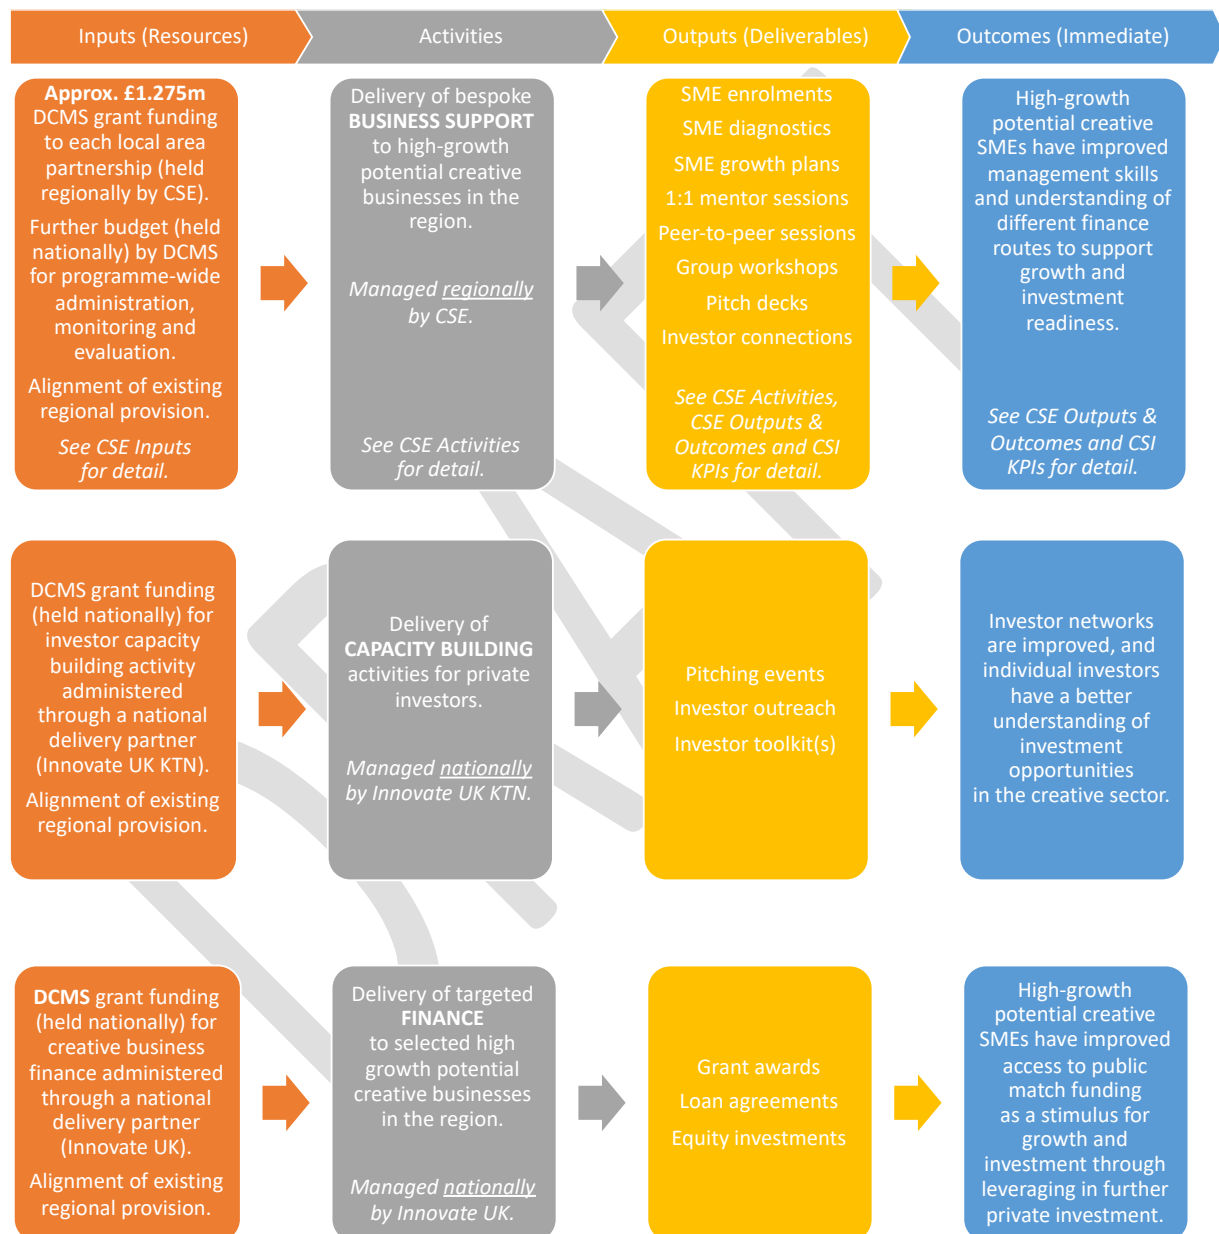 Inputs (Resources)
Activities
Outputs (Deliverables)
Outcomes (Immediate)
Approx. £1.275m
DCMS grant funding
to each local area
partnership (held
regionally by CSE).
Further budget (held
nationally) by DCMS
for programme-wide
administration,
monitoring and
evaluation.
Alignment of existing
regional provision.
See CSE Inputs
for detail.
Delivery of bespoke
BUSINESS SUPPORT
to high-growth
potential creative
businesses in the
region.
Managed regionally
by CSE.
See CSE Activities
for detail.
SME enrolments
SME diagnostics
SME growth plans
1:1 mentor sessions
Peer-to-peer sessions
Group workshops
Pitch decks
Investor connections
See CSE Activities,
CSE Outputs &
Outcomes and CSI
KPIs for detail.
High-growth
potential creative
SMEs have improved
management skills
and understanding of
different finance
routes to support
growth and
investment
readiness.
See CSE Outputs &
Outcomes and CSI
KPIs for detail.
DCMS grant funding
(held nationally) for
investor capacity
building activity
administered
through a national
delivery partner
(Innovate UK KTN).
Alignment of existing
regional provision.
Delivery of
CAPACITY BUILDING
activities for private
investors.
Managed nationally
by Innovate UK KTN.
Pitching events
Investor outreach
Investor toolkit(s)
Investor networks
are improved, and
individual investors
have a better
understanding of
investment
opportunities
in the creative sector.
DCMS grant funding
(held nationally) for
creative business
finance administered
through a national
delivery partner
(Innovate UK).
Alignment of existing
regional provision.
Delivery of targeted
FINANCE
to selected high
growth potential
creative businesses
in the region.
Managed nationally
by Innovate UK.
Grant awards
Loan agreements
Equity investments
High-growth
potential creative
SMEs have improved
access to public
match funding
as a stimulus for
growth and
investment through
leveraging in further
private investment.